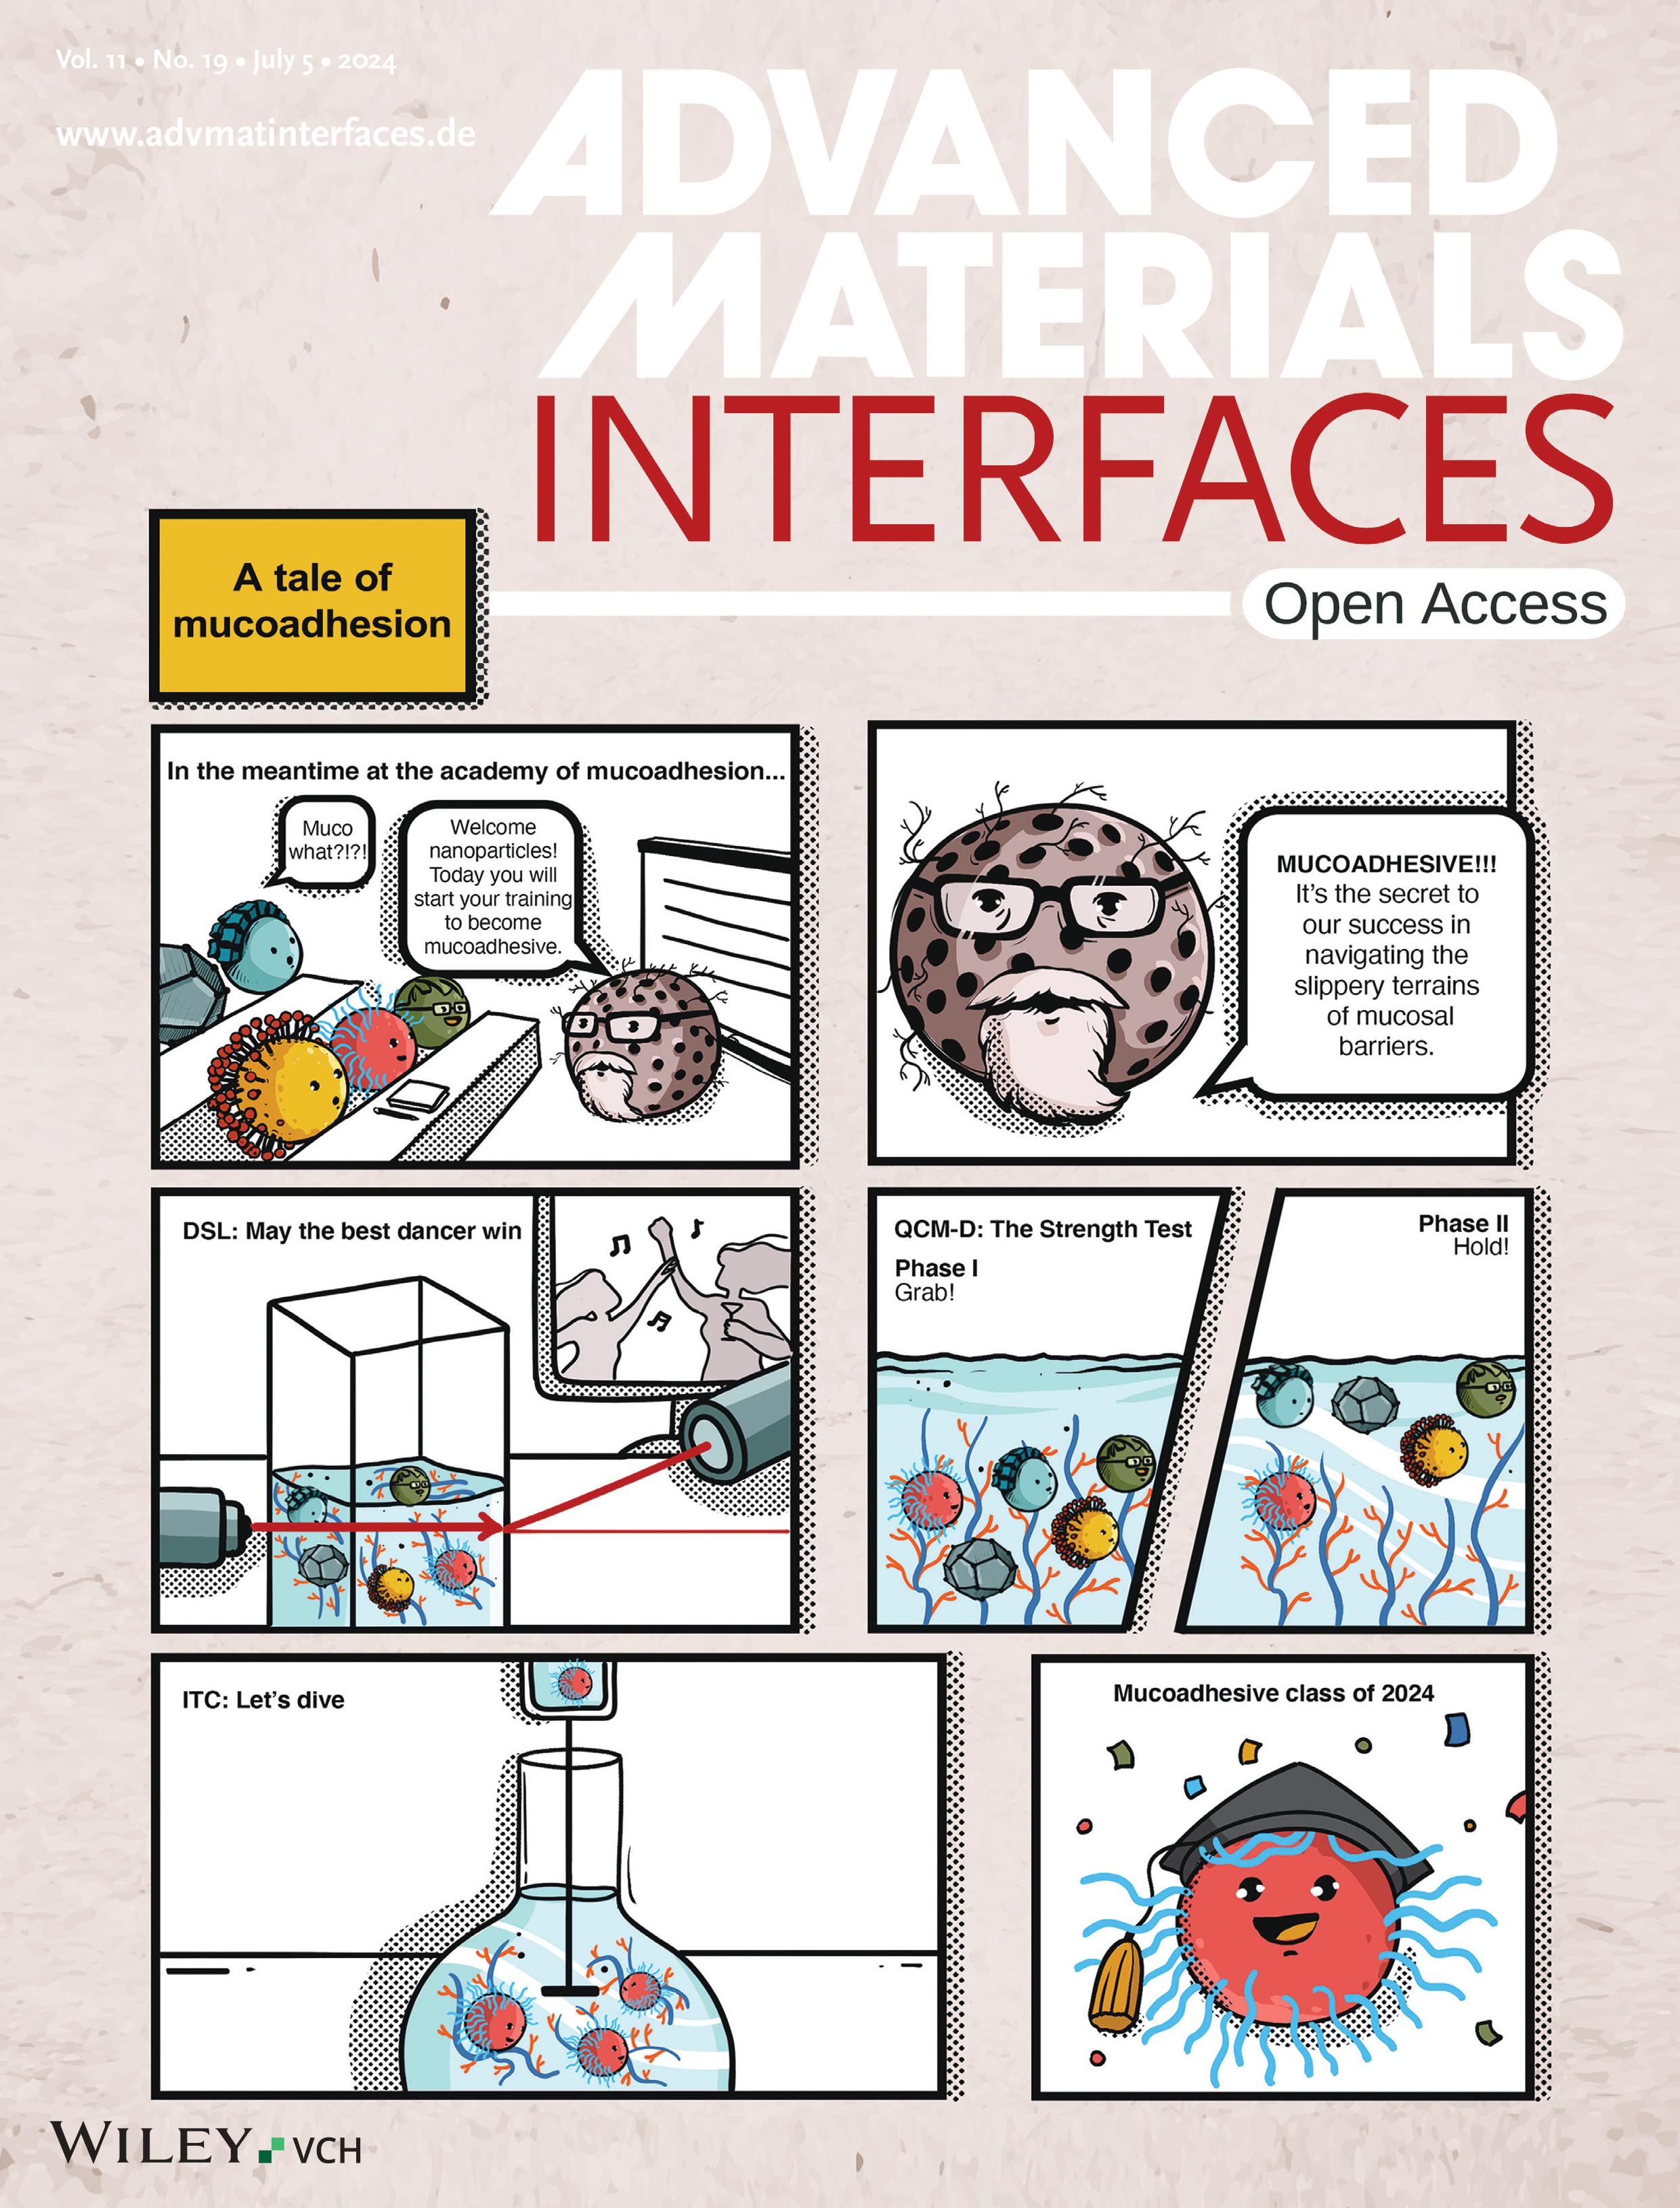 Vol. 11 • No. 19 • July 5 • 2024
www.advmatinterfaces.de
ADVANCED
MATERIALS
INTERFACES
Open Access
A tale of
mucoadhesion
In the meantime at the academy of mucoadhesion...
Muco
what?!?!
Welcome
nanoparticles!
Today you will
start your training
to become
mucoadhesive.
MUCOADHESIVE!!!
It's the secret to
our success in
navigating the
slippery terrains
of mucosal
barriers.
DSL: May the best dancer win
QCM-D: The Strength Test
Phase I
Grab!
Phase II
Hold!
ITC: Let's dive
Mucoadhesive class of 2024
WILEY VCH